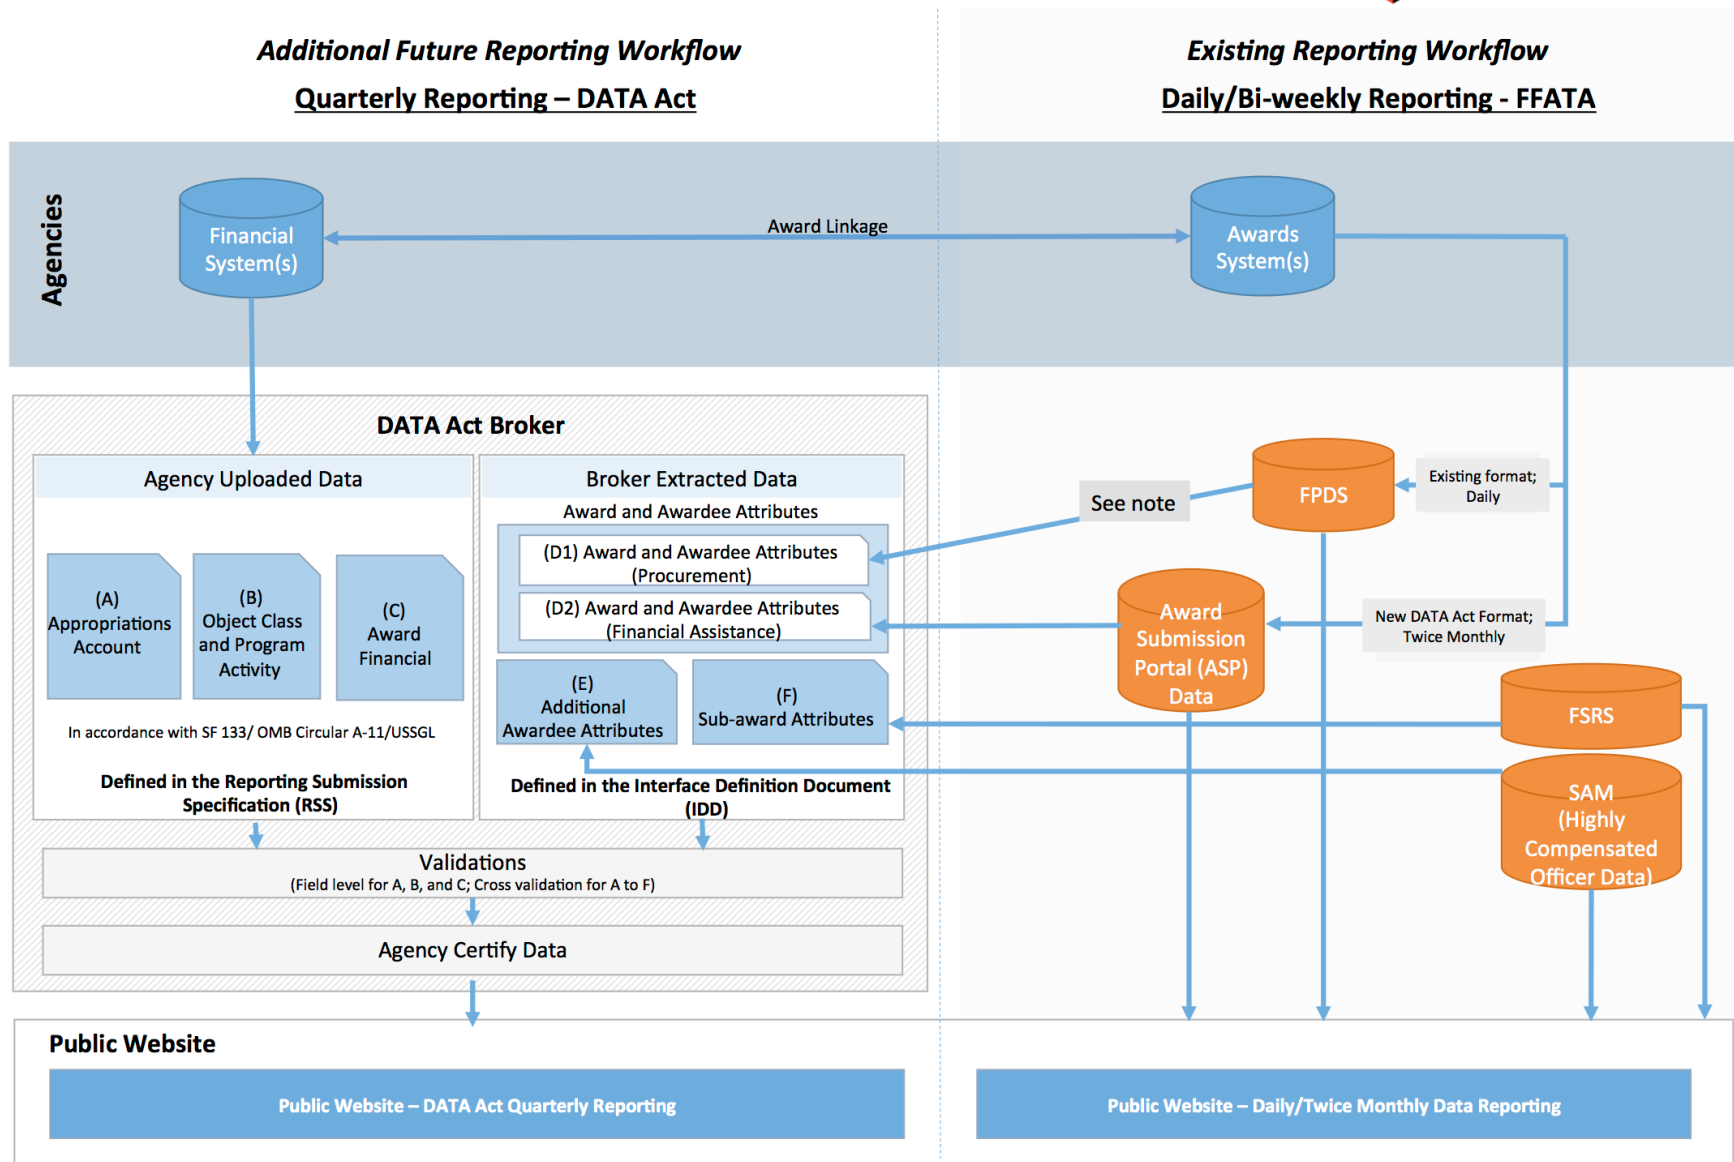 Additional Future Reporting Workflow
Quarterly Reporting – DATA Act
Existing Reporting Workflow
Daily/Bi-weekly Reporting - FFATA
Agencies
Financial
System(s)
Award Linkage
Awards
System(s)
DATA Act Broker
Agency Uploaded Data
(A)
Appropriations
Account
(B)
Object Class
and Program
Activity
(C)
Award
Financial
In accordance with SF 133/ OMB Circular A-11/USSGL
Defined in the Reporting Submission
Specification (RSS)
Broker Extracted Data
Award and Awardee Attributes
(D1) Award and Awardee Attributes
(Procurement)
(D2) Award and Awardee Attributes
(Financial Assistance)
(E)
Additional
Awardee Attributes
(F)
Sub-award Attributes
Defined in the Interface Definition Document
(IDD)
See note
FPDS
Existing format;
Daily
Award
Submission
Portal (ASP)
Data
New DATA Act Format;
Twice Monthly
FSRS
SAM
(Highly
Compensated
Officer Data)
Validations
(Field level for A, B, and C; Cross validation for A to F)
Agency Certify Data
Public Website
Public Website – DATA Act Quarterly Reporting
Public Website – Daily/Twice Monthly Data Reporting